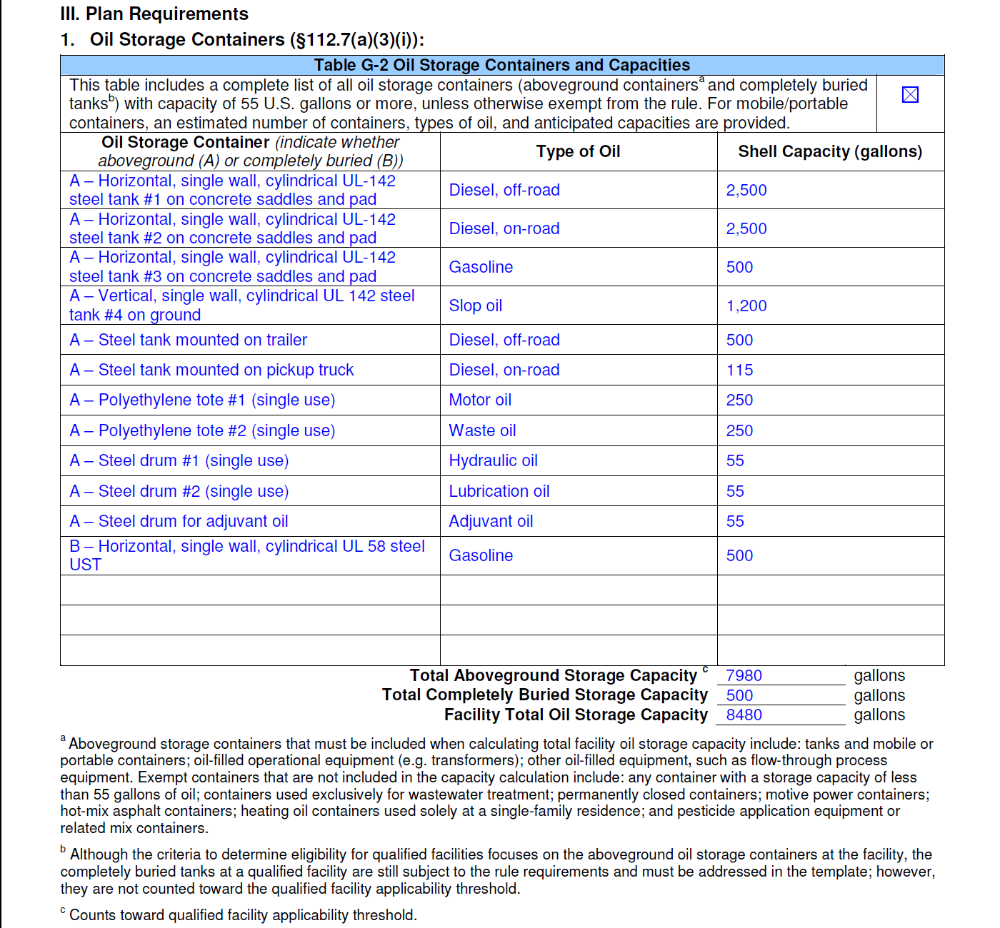 III. Plan Requirements
1. Oil Storage Containers (§112.7(a)(3)(i)):
Table G-2 Oil Storage Containers and Capacities
This table includes a complete list of all oil storage containers (aboveground containersa and completely buried
tanksb) with capacity of 55 U.S. gallons or more, unless otherwise exempt from the rule. For mobile/portable
containers, an estimated number of containers, types of oil, and anticipated capacities are provided.
Oil Storage Container (indicate whether
aboveground (A) or completely buried (B))
Type of Oil
Shell Capacity (gallons)
A – Horizontal, single wall, cylindrical UL-142
steel tank #1 on concrete saddles and pad
Diesel, off-road
2,500
A – Horizontal, single wall, cylindrical UL-142
steel tank #2 on concrete saddles and pad
Diesel, on-road
2,500
A – Horizontal, single wall, cylindrical UL-142
steel tank #3 on concrete saddles and pad
Gasoline
500
A – Vertical, single wall, cylindrical UL 142 steel
tank #4 on ground
Slop oil
1,200
A – Steel tank mounted on trailer
Diesel, off-road
500
A – Steel tank mounted on pickup truck
Diesel, on-road
115
A – Polyethylene tote #1 (single use)
Motor oil
250
A – Polyethylene tote #2 (single use)
Waste oil
250
A – Steel drum #1 (single use)
Hydraulic oil
55
A – Steel drum #2 (single use)
Lubrication oil
55
A – Steel drum for adjuvant oil
Adjuvant oil
55
B – Horizontal, single wall, cylindrical UL 58 steel
UST
Gasoline
500
Total Aboveground Storage Capacity c 7980 gallons
Total Completely Buried Storage Capacity 500 gallons
Facility Total Oil Storage Capacity 8480 gallons
a Aboveground storage containers that must be included when calculating total facility oil storage capacity include: tanks and mobile or
portable containers; oil-filled operational equipment (e.g. transformers); other oil-filled equipment, such as flow-through process
equipment. Exempt containers that are not included in the capacity calculation include: any container with a storage capacity of less
than 55 gallons of oil; containers used exclusively for wastewater treatment; permanently closed containers; motive power containers;
hot-mix asphalt containers; heating oil containers used solely at a single-family residence; and pesticide application equipment or
related mix containers.
b Although the criteria to determine eligibility for qualified facilities focuses on the aboveground oil storage containers at the facility, the
completely buried tanks at a qualified facility are still subject to the rule requirements and must be addressed in the template; however,
they are not counted toward the qualified facility applicability threshold.
c Counts toward qualified facility applicability threshold.